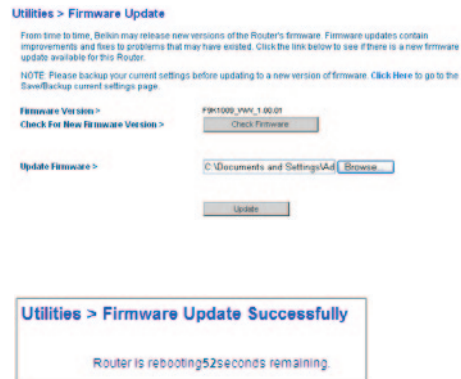 Utilities > Firmware Update
From time to time, Belkin may release new versions of the Router's firmware. Firmware updates contain
improvements and fixes to problems that may have existed. Click the link below to see if there is a new firmware
update available for this Router.
NOTE: Please backup your current settings before updating to a new version of firmware. Click Here to go to the
Save/Backup current settings page.
Firmware Version > F9K1009_WW_1.00.01
Check For New Firmware Version > Check Firmware
Update Firmware > C:\Documents and Settings\Ad Browse...
Update
Utilities > Firmware Update Successfully
Router is rebooting52seconds remaining.